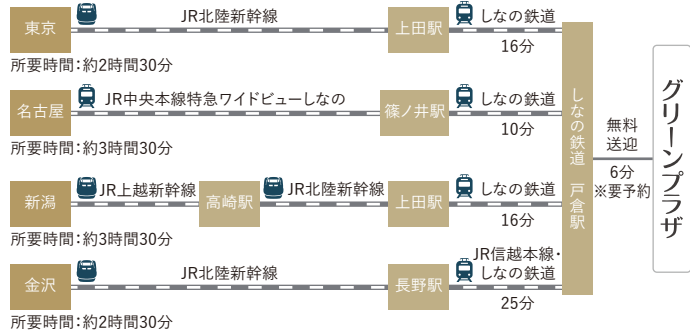 東京
JR北陸新幹線
上田駅
しなの鉄道
16分
所要時間：約2時間30分
名古屋
JR中央本線特急ワイドビューしなの
篠ノ井駅
しなの鉄道
10分
所要時間：約3時間30分
新潟
JR上越新幹線
高崎駅
JR北陸新幹線
上田駅
しなの鉄道
16分
所要時間：約3時間30分
金沢
JR北陸新幹線
長野駅
JR信越本線・
しなの鉄道
25分
所要時間：約2時間30分
しなの鉄道 戸倉駅
無料
送迎
6分
※要予約
グリーンプラザ